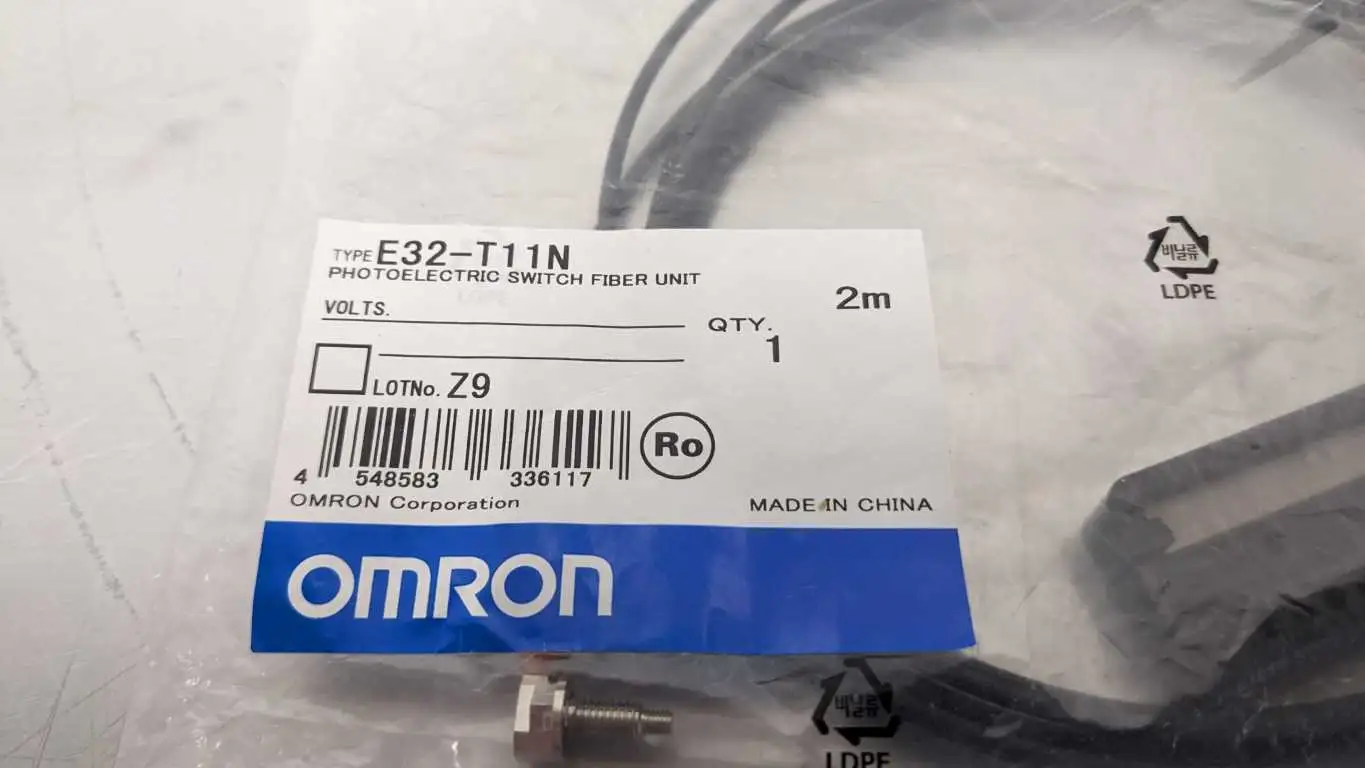 TYPE E32-T11N
PHOTOELECTRIC SWITCH FIBER UNIT
2m
VOLTS.
QTY.
1
LOTNo. Z9
4 548583 336117
Ro
OMRON Corporation
MADE IN CHINA
OMRON
비닐류
LDPE
비닐류
LDPE